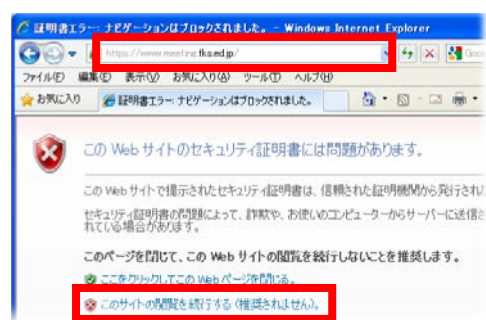 証明書エラー: ナビゲーションはブロックされました。 - Windows Internet Explorer
https://www.meeting.fks.ed.jp/
Goo
ファイル(F) 編集(E) 表示(V) お気に入り(A) ツール(T) ヘルプ(H)
お気に入り 証明書エラー: ナビゲーションはブロックされました。
この Web サイトのセキュリティ証明書には問題があります。
この Web サイトで提示されたセキュリティ証明書は、信頼された証明機関から発行され
セキュリティ証明書の問題によって、詐欺や、お使いのコンピューターからサーバーに送信さ
れている場合があります。
このページを閉じて、この Web サイトの閲覧を続行しないことを推奨します。
ここをクリックしてこの Web ページを閉じる。
このサイトの閲覧を続行する (推奨されません)。